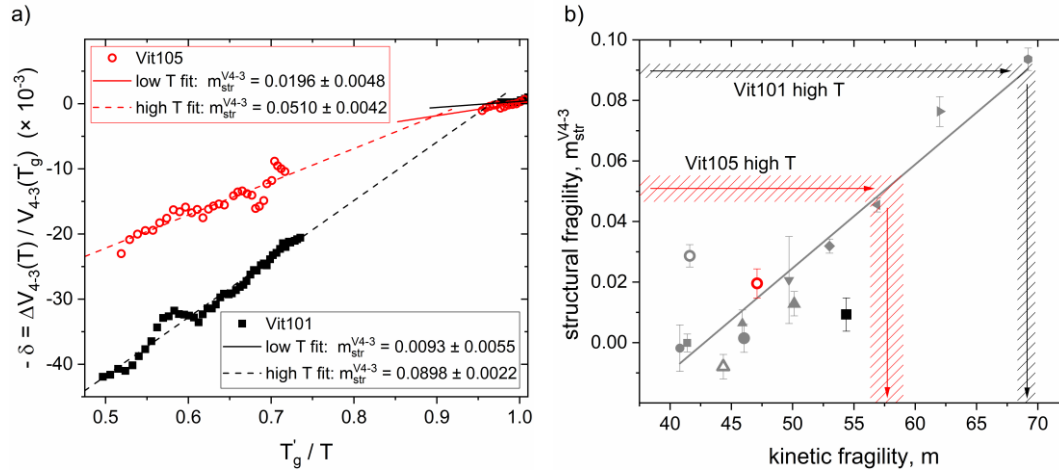 a)
Vit105
low T fit: m_str^V4-3 = 0.0196 ± 0.0048
high T fit: m_str^V4-3 = 0.0510 ± 0.0042
Vit101
low T fit: m_str^V4-3 = 0.0093 ± 0.0055
high T fit: m_str^V4-3 = 0.0898 ± 0.0022
- δ = ΔV4-3(T) / V4-3(T'g) (× 10-3)
0
-10
-20
-30
-40
0.5 0.6 0.7 0.8 0.9 1.0
T'g / T
b)
structural fragility, m_str^V4-3
0.10
0.08
0.06
0.04
0.02
0.00
Vit101 high T
Vit105 high T
40 45 50 55 60 65 70
kinetic fragility, m